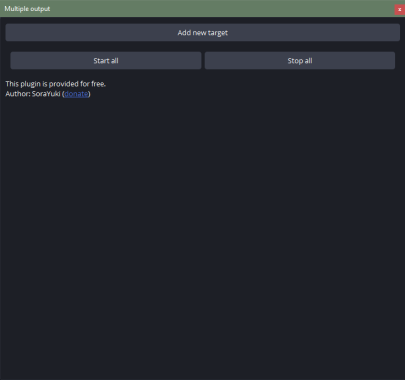 Multiple output
x
Add new target
Start all
Stop all
This plugin is provided for free.
Author: SoraYuki (donate)